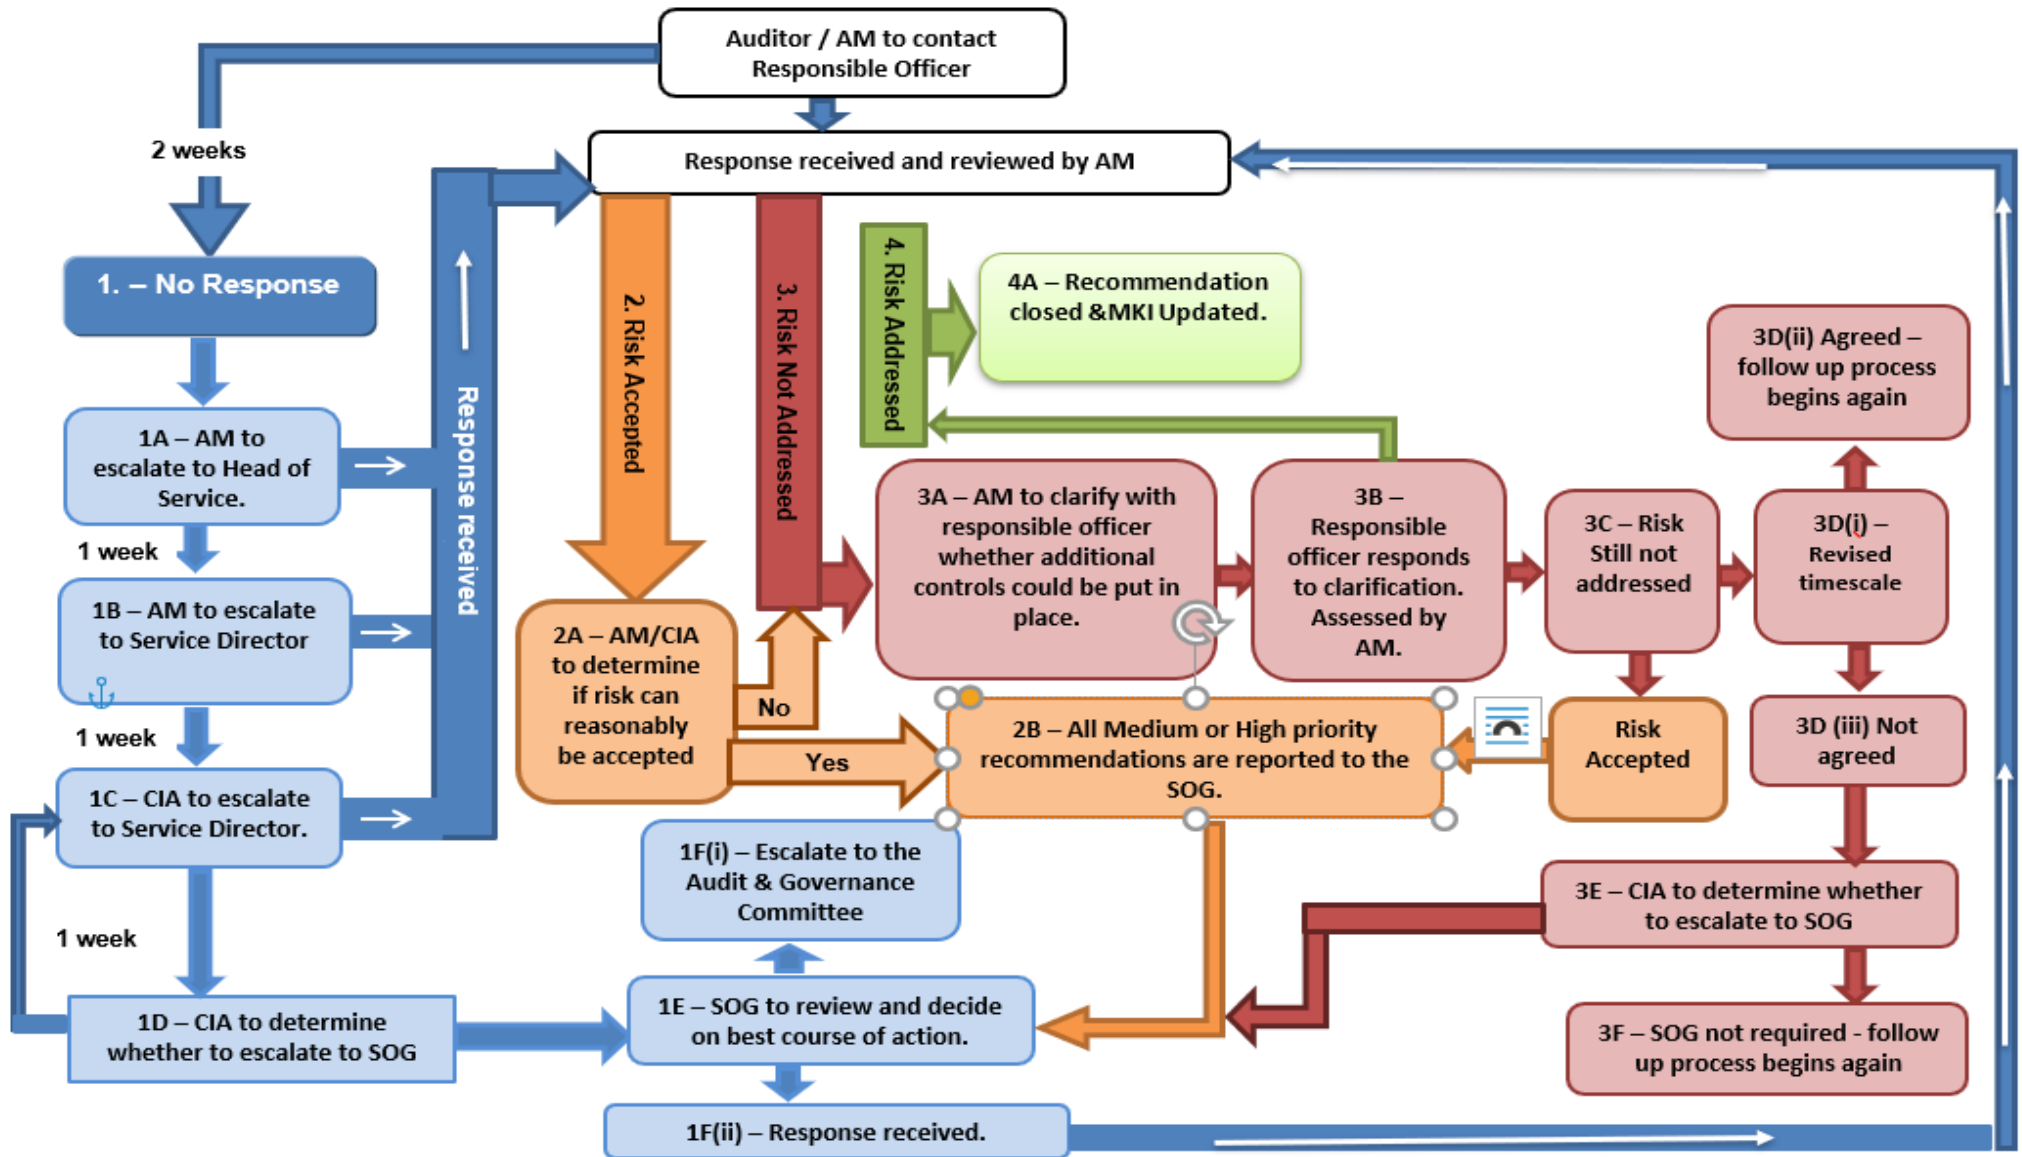 Auditor / AM to contact
Responsible Officer
2 weeks
Response received and reviewed by AM
1. – No Response
1A – AM to
escalate to Head of
Service.
1 week
1B – AM to escalate
to Service Director
1 week
1C – CIA to escalate
to Service Director.
1 week
1D – CIA to determine
whether to escalate to SOG
Response received
2. Risk Accepted
3. Risk Not Addressed
4. Risk Addressed
4A – Recommendation
closed &MKI Updated.
2A – AM/CIA
to determine
if risk can
reasonably
be accepted
No
Yes
2B – All Medium or High priority
recommendations are reported to the
SOG.
3A – AM to clarify with
responsible officer
whether additional
controls could be put in
place.
3B –
Responsible
officer responds
to clarification.
Assessed by
AM.
3C – Risk
Still not
addressed
Risk
Accepted
3D(ii) Agreed –
follow up process
begins again
3D(i) –
Revised
timescale
3D (iii) Not
agreed
3E – CIA to determine whether
to escalate to SOG
3F – SOG not required - follow
up process begins again
1F(i) – Escalate to the
Audit & Governance
Committee
1E – SOG to review and decide
on best course of action.
1F(ii) – Response received.